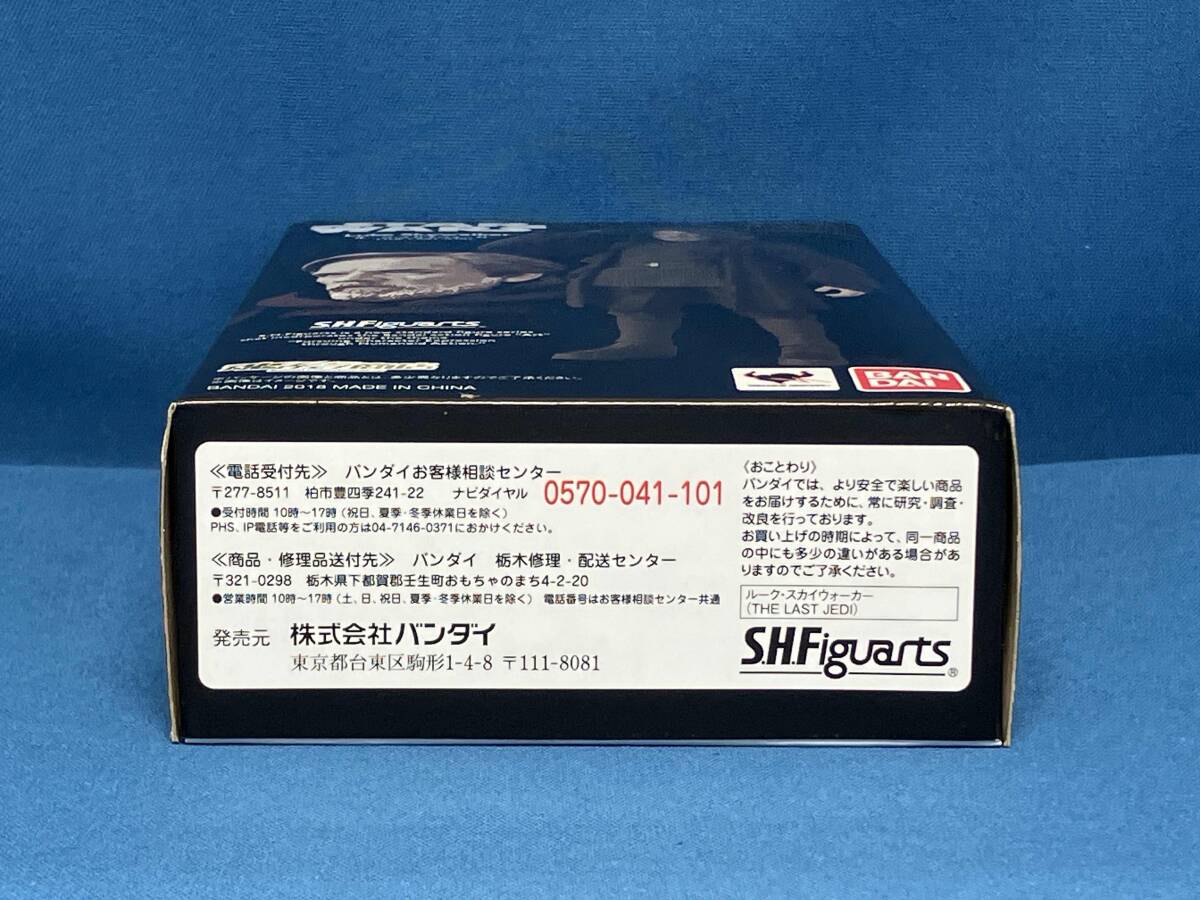 STAR WARS
S.H.Figuarts
BANDAI 2018 MADE IN CHINA
BAN
DAI
≪電話受付先≫ バンダイお客様相談センター
〒277-8511 柏市豊四季241-22 ナビダイヤル 0570-041-101
●受付時間 10時～17時(祝日、夏季・冬季休業日を除く)
PHS、IP電話等をご利用の方は04-7146-0371におかけください。
≪商品・修理品送付先≫ バンダイ 栃木修理・配送センター
〒321-0298 栃木県下都賀郡壬生町おもちゃのまち4-2-20
●営業時間 10時～17時(土、日、祝日、夏季・冬季休業日を除く) 電話番号はお客様相談センター共通
発売元 株式会社バンダイ
東京都台東区駒形1-4-8 〒111-8081
〈おことわり〉
バンダイでは、より安全で楽しい商品
をお届けするために、常に研究・調査・
改良を行っております。
お買い上げの時期によって、同一商品
の中にも多少の違いがある場合があ
りますのでご了承ください。
ルーク・スカイウォーカー
(THE LAST JEDI)
S.H.Figuarts®